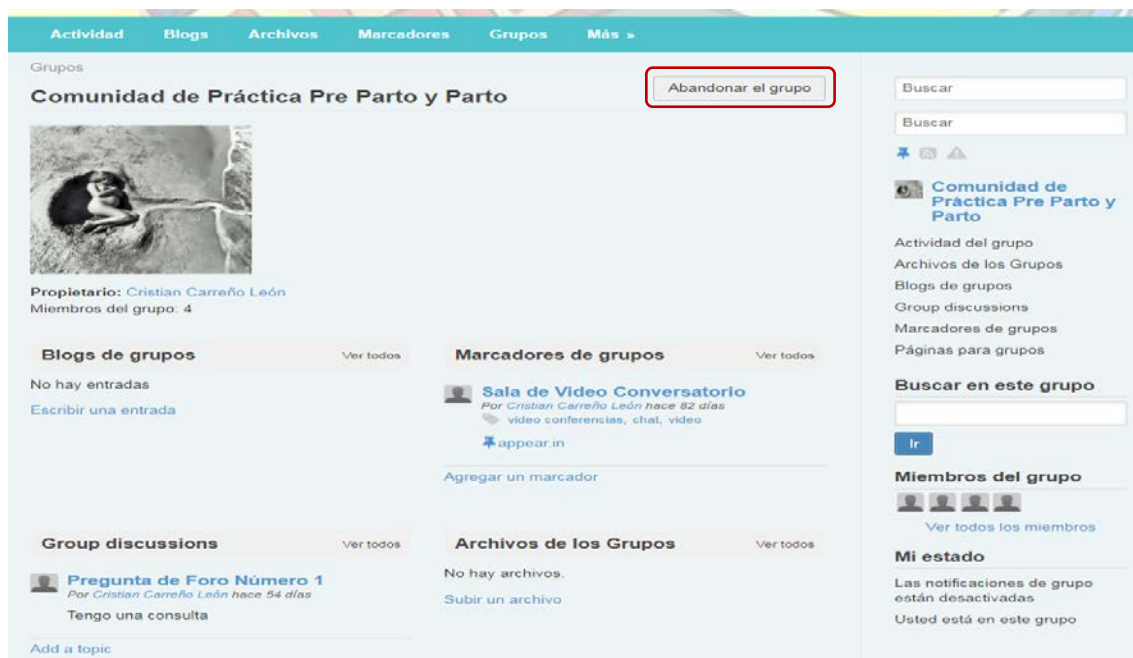 Actividad Blogs Archivos Marcadores Grupos Más »
Grupos
Comunidad de Práctica Pre Parto y Parto
Abandonar el grupo
Propietario: Cristian Carreño León
Miembros del grupo: 4
Blogs de grupos Ver todos
No hay entradas
Escribir una entrada
Marcadores de grupos Ver todos
Sala de Video Conversatorio
Por Cristian Carreño León hace 82 días
video conferencias, chat, video
appear.in
Agregar un marcador
Group discussions Ver todos
Pregunta de Foro Número 1
Por Cristian Carreño León hace 54 días
Tengo una consulta
Add a topic
Archivos de los Grupos Ver todos
No hay archivos.
Subir un archivo
Buscar
Buscar
Comunidad de
Práctica Pre Parto y
Parto
Actividad del grupo
Archivos de los Grupos
Blogs de grupos
Group discussions
Marcadores de grupos
Páginas para grupos
Buscar en este grupo
Ir
Miembros del grupo
Ver todos los miembros
Mi estado
Las notificaciones de grupo
están desactivadas
Usted está en este grupo